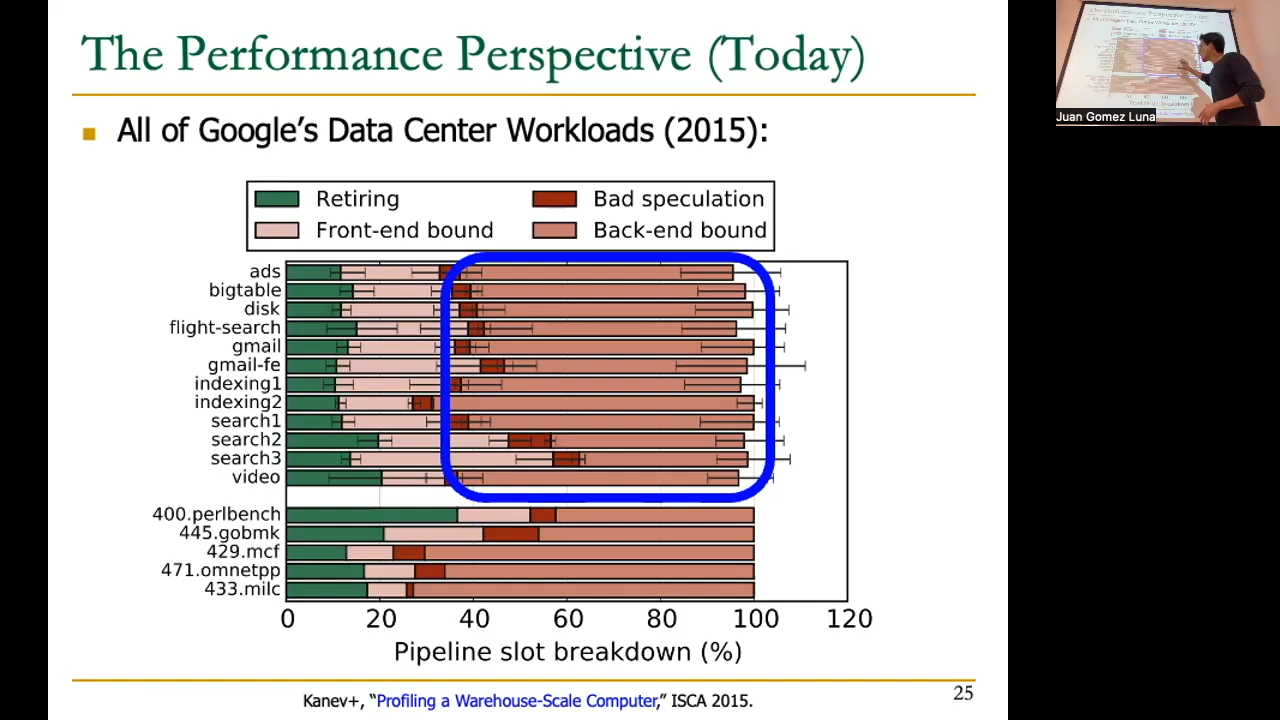 The Performance Perspective (Today)
All of Google's Data Center Workloads (2015):
Retiring
Bad speculation
Front-end bound
Back-end bound
ads
bigtable
disk
flight-search
gmail
gmail-fe
indexing1
indexing2
search1
search2
search3
video
400.perlbench
445.gobmk
429.mcf
471.omnetpp
433.milc
0 20 40 60 80 100 120
Pipeline slot breakdown (%)
Kanev+, "Profiling a Warehouse-Scale Computer," ISCA 2015.
25
Juan Gomez Luna